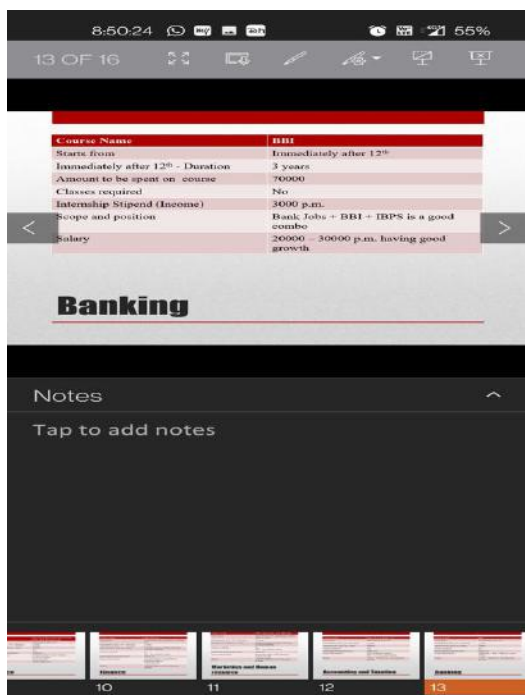 8:50:24 55%
13 OF 16
Course Name BBI
Starts from Immediately after 12th
Immediately after 12th - Duration 3 years
Amount to be spent on course 70000
Classes required No
Internship Stipend (Income) 3000 p.m.
Scope and position Bank Jobs + BBI + IBPS is a good
combo
Salary 20000 – 30000 p.m. having good
growth
Banking
Notes
Tap to add notes
10 11 12 13